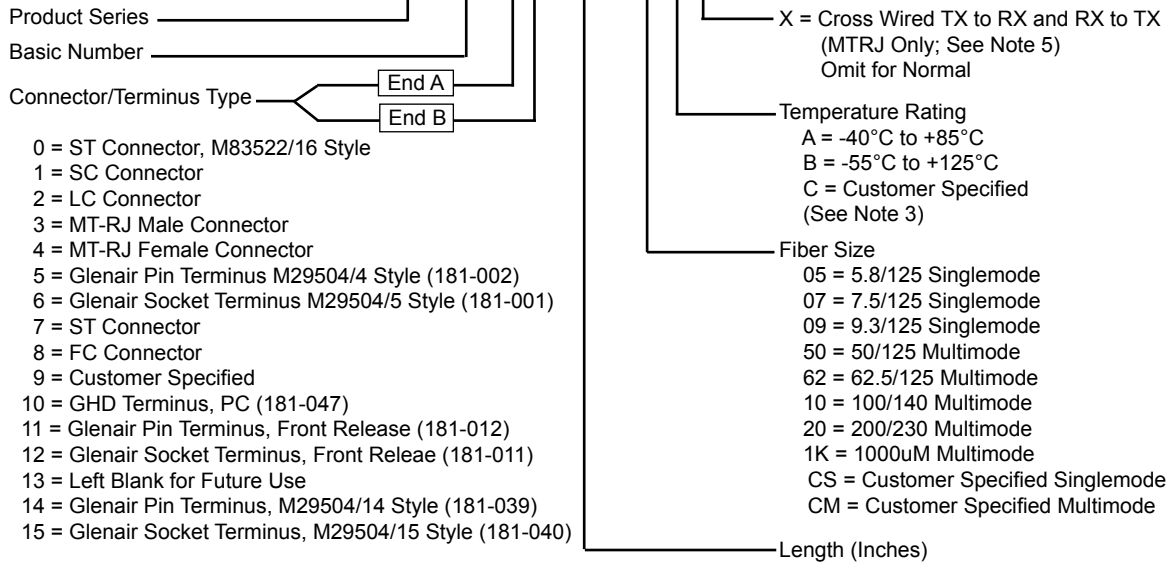 Product Series
Basic Number
Connector/Terminus Type
End A
End B
0 = ST Connector, M83522/16 Style
1 = SC Connector
2 = LC Connector
3 = MT-RJ Male Connector
4 = MT-RJ Female Connector
5 = Glenair Pin Terminus M29504/4 Style (181-002)
6 = Glenair Socket Terminus M29504/5 Style (181-001)
7 = ST Connector
8 = FC Connector
9 = Customer Specified
10 = GHD Terminus, PC (181-047)
11 = Glenair Pin Terminus, Front Release (181-012)
12 = Glenair Socket Terminus, Front Releae (181-011)
13 = Left Blank for Future Use
14 = Glenair Pin Terminus, M29504/14 Style (181-039)
15 = Glenair Socket Terminus, M29504/15 Style (181-040)
X = Cross Wired TX to RX and RX to TX
(MTRJ Only; See Note 5)
Omit for Normal
Temperature Rating
A = -40°C to +85°C
B = -55°C to +125°C
C = Customer Specified
(See Note 3)
Fiber Size
05 = 5.8/125 Singlemode
07 = 7.5/125 Singlemode
09 = 9.3/125 Singlemode
50 = 50/125 Multimode
62 = 62.5/125 Multimode
10 = 100/140 Multimode
20 = 200/230 Multimode
1K = 1000uM Multimode
CS = Customer Specified Singlemode
CM = Customer Specified Multimode
Length (Inches)